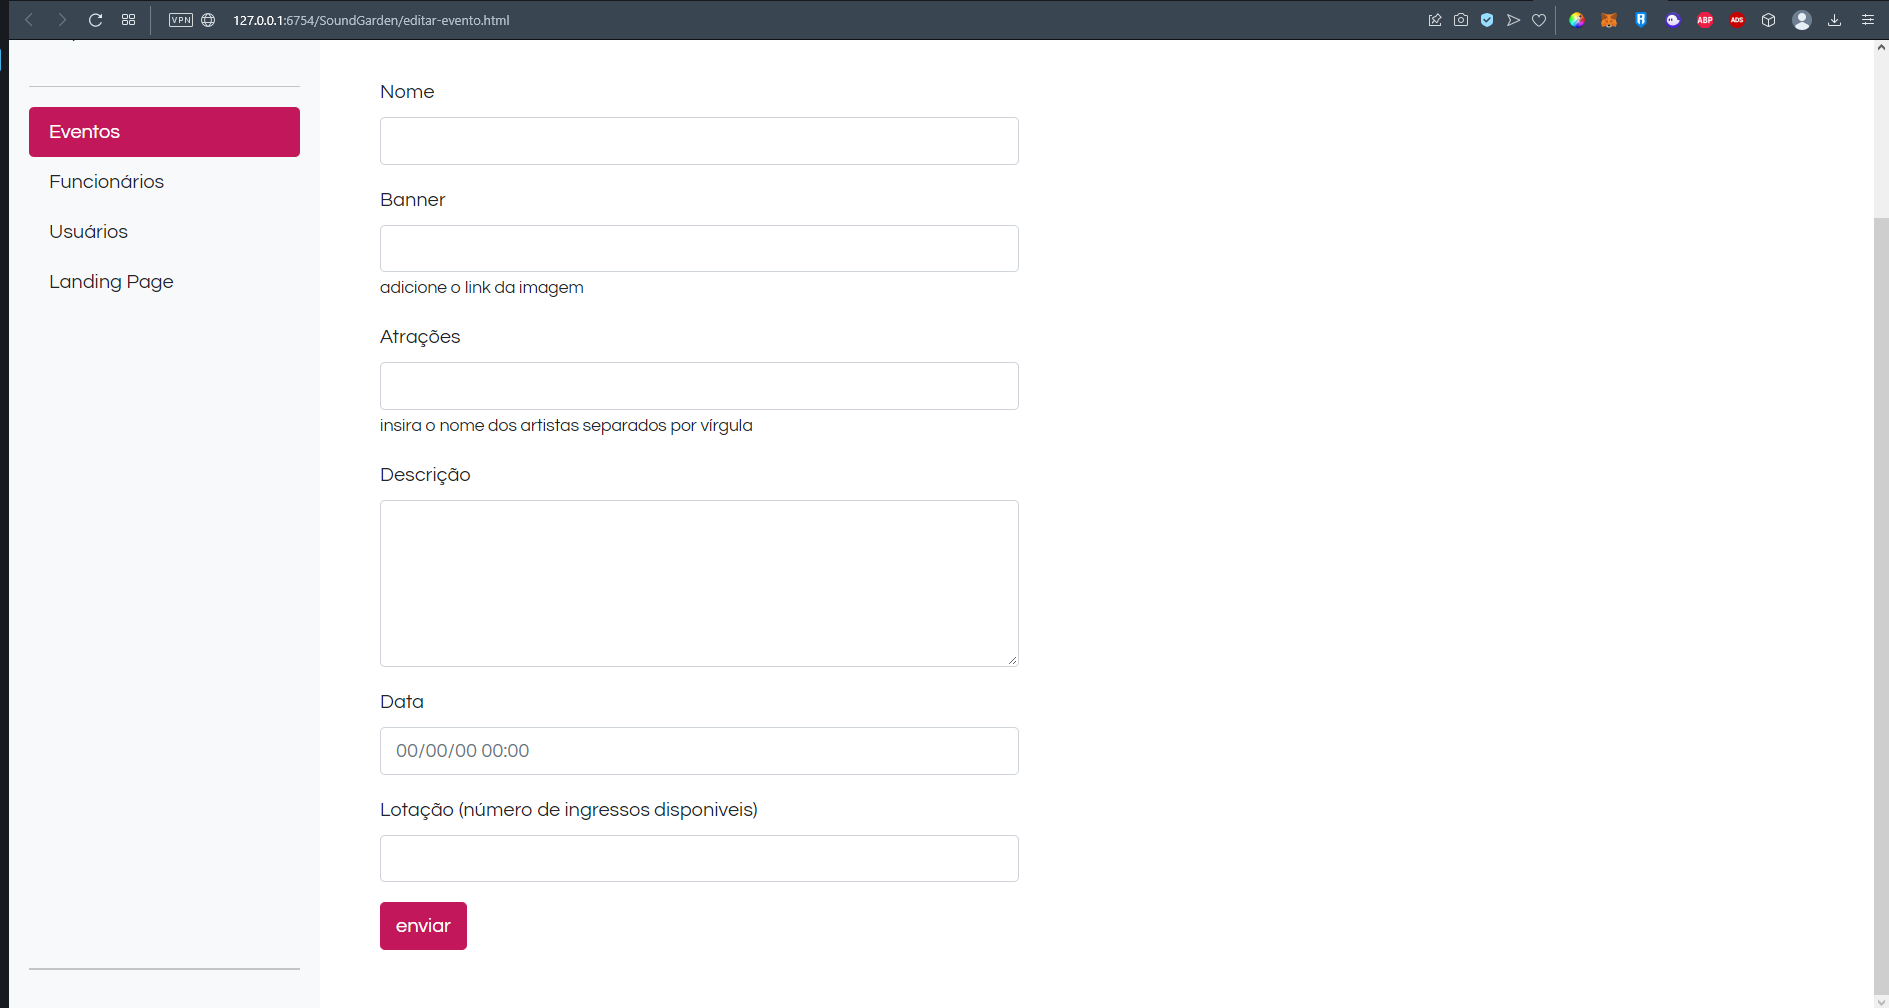 VPN
127.0.0.1:6754/SoundGarden/editar-evento.html
ABP
ADS
Eventos
Funcionários
Usuários
Landing Page
Nome
Banner
adicione o link da imagem
Atrações
insira o nome dos artistas separados por vírgula
Descrição
Data
00/00/00 00:00
Lotação (número de ingressos disponiveis)
enviar